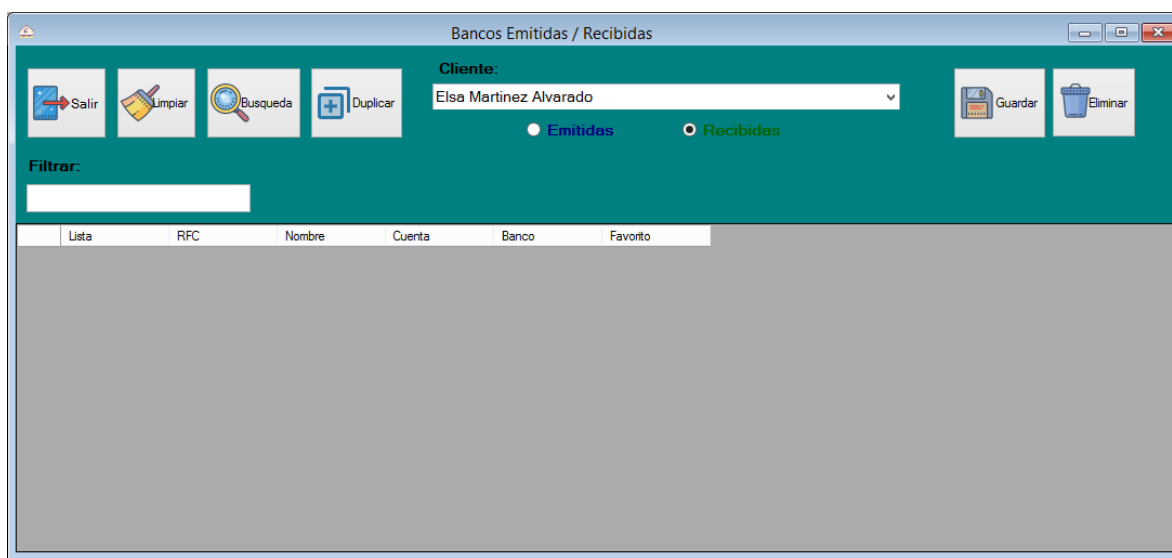 Bancos Emitidas / Recibidas
Salir
Limpiar
Busqueda
Duplicar
Cliente:
Elsa Martinez Alvarado
Emitidas
Recibidas
Guardar
Eliminar
Filtrar:
Lista RFC Nombre Cuenta Banco Favorito